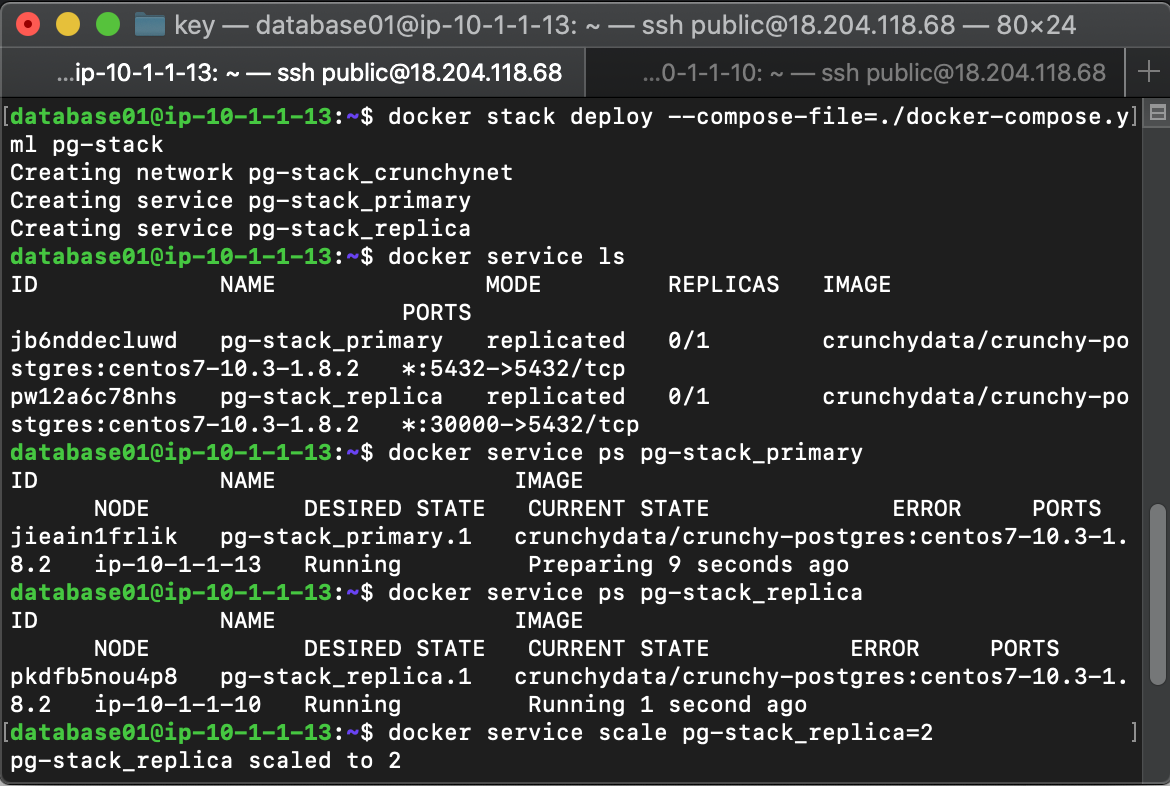 key — database01@ip-10-1-1-13: ~ — ssh public@18.204.118.68 — 80×24
...ip-10-1-1-13: ~ — ssh public@18.204.118.68 ...0-1-1-10: ~ — ssh public@18.204.118.68 +
[database01@ip-10-1-1-13:~$ docker stack deploy --compose-file=./docker-compose.y]
ml pg-stack
Creating network pg-stack_crunchynet
Creating service pg-stack_primary
Creating service pg-stack_replica
database01@ip-10-1-1-13:~$ docker service ls
ID             NAME               MODE         REPLICAS   IMAGE
                            PORTS
jb6nddecluwd   pg-stack_primary   replicated   0/1        crunchydata/crunchy-po
stgres:centos7-10.3-1.8.2   *:5432->5432/tcp
pw12a6c78nhs   pg-stack_replica   replicated   0/1        crunchydata/crunchy-po
stgres:centos7-10.3-1.8.2   *:30000->5432/tcp
database01@ip-10-1-1-13:~$ docker service ps pg-stack_primary
ID             NAME                 IMAGE
      NODE           DESIRED STATE   CURRENT STATE             ERROR     PORTS
jieain1frlik   pg-stack_primary.1   crunchydata/crunchy-postgres:centos7-10.3-1.
8.2   ip-10-1-1-13   Running         Preparing 9 seconds ago
database01@ip-10-1-1-13:~$ docker service ps pg-stack_replica
ID             NAME                 IMAGE
      NODE           DESIRED STATE   CURRENT STATE          ERROR     PORTS
pkdfb5nou4p8   pg-stack_replica.1   crunchydata/crunchy-postgres:centos7-10.3-1.
8.2   ip-10-1-1-10   Running         Running 1 second ago
[database01@ip-10-1-1-13:~$ docker service scale pg-stack_replica=2              ]
pg-stack_replica scaled to 2